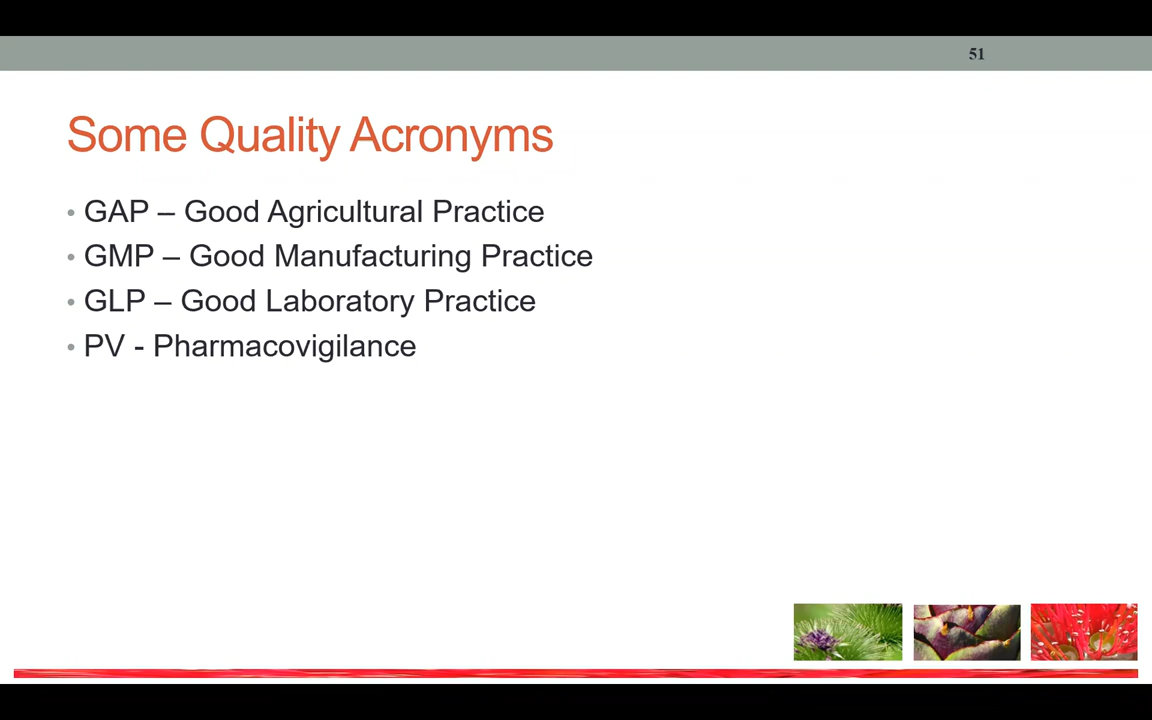 51
Some Quality Acronyms
• GAP – Good Agricultural Practice
• GMP – Good Manufacturing Practice
• GLP – Good Laboratory Practice
• PV - Pharmacovigilance